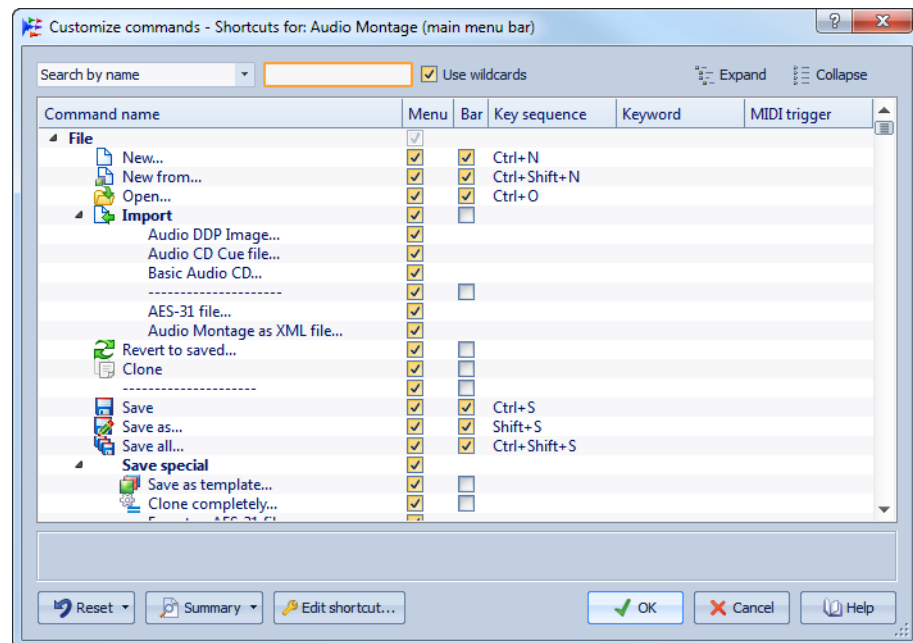 Customize commands - Shortcuts for: Audio Montage (main menu bar)
Search by name Use wildcards Expand Collapse
Command name Menu Bar Key sequence Keyword MIDI trigger
File
New... Ctrl+N
New from... Ctrl+Shift+N
Open... Ctrl+O
Import
Audio DDP Image...
Audio CD Cue file...
Basic Audio CD...
---------------------
AES-31 file...
Audio Montage as XML file...
Revert to saved...
Clone
---------------------
Save Ctrl+S
Save as... Shift+S
Save all... Ctrl+Shift+S
Save special
Save as template...
Clone completely...
Reset Summary Edit shortcut... OK Cancel Help